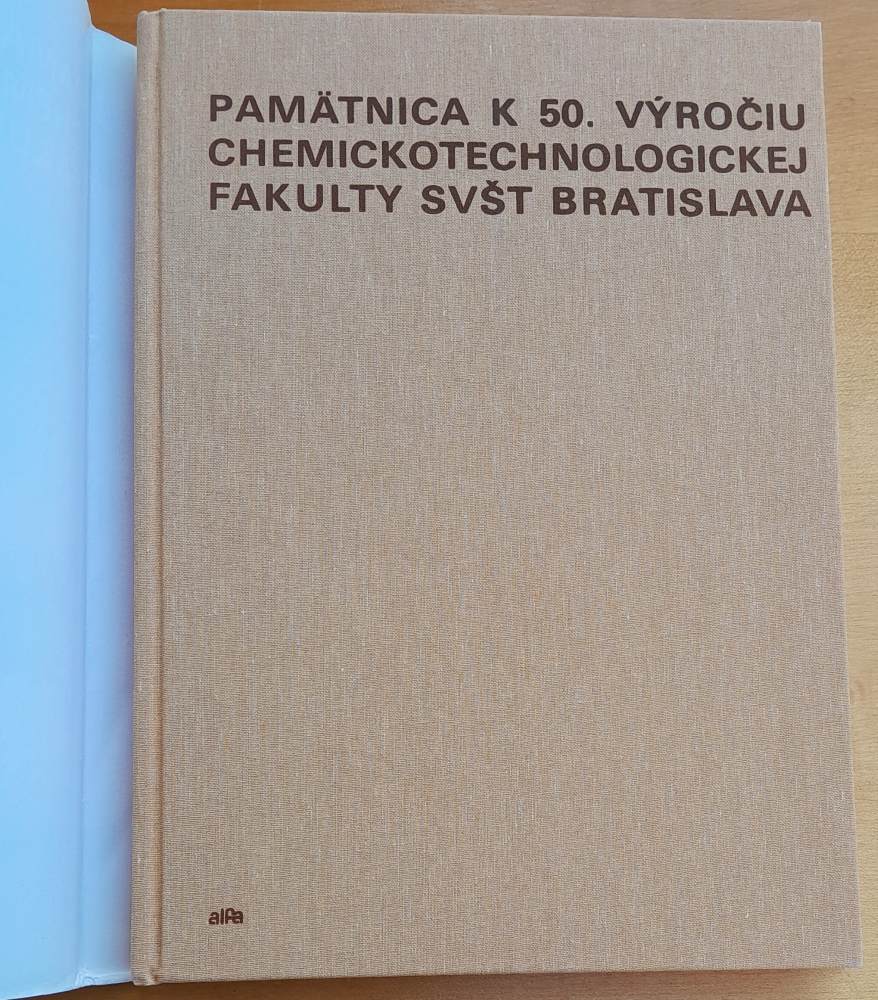 PAMÄTNICA K 50. VÝROČIU
CHEMICKOTECHNOLOGICKEJ
FAKULTY SVŠT BRATISLAVA
alfa